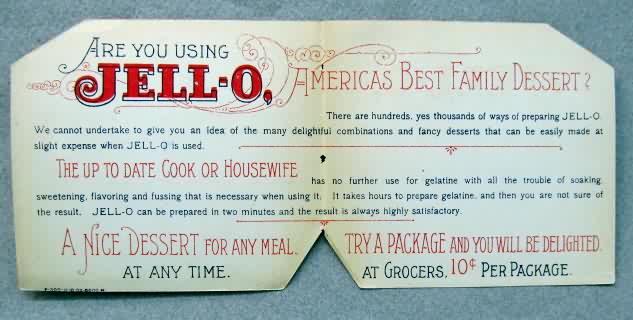 ARE YOU USING
JELL-O, AMERICAS BEST FAMILY DESSERT?
There are hundreds, yes thousands of ways of preparing JELL-O.
We cannot undertake to give you an idea of the many delightful combinations and fancy desserts that can be easily made at
slight expense when JELL-O is used.
THE UP TO DATE COOK OR HOUSEWIFE has no further use for gelatine with all the trouble of soaking,
sweetening, flavoring and fussing that is necessary when using it. It takes hours to prepare gelatine, and then you are not sure of
the result. JELL-O can be prepared in two minutes and the result is always highly satisfactory.
A NICE DESSERT FOR ANY MEAL. TRY A PACKAGE AND YOU WILL BE DELIGHTED.
AT ANY TIME. AT GROCERS, 10¢ PER PACKAGE.